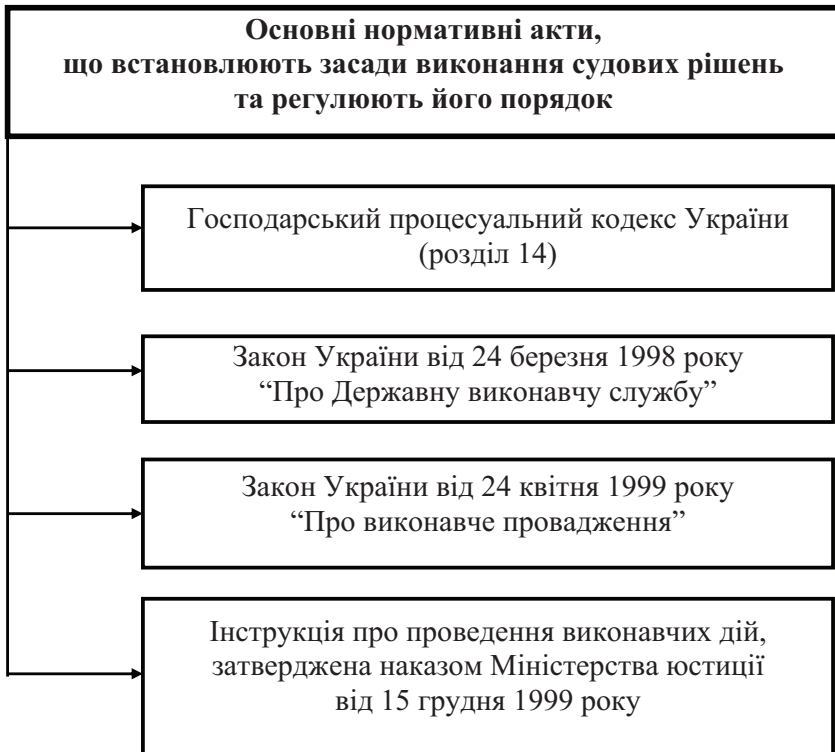 Основні нормативні акти,
що встановлюють засади виконання судових рішень
та регулюють його порядок
Господарський процесуальний кодекс України
(розділ 14)
Закон України від 24 березня 1998 року
“Про Державну виконавчу службу”
Закон України від 24 квітня 1999 року
“Про виконавче провадження”
Інструкція про проведення виконавчих дій,
затверджена наказом Міністерства юстиції
від 15 грудня 1999 року